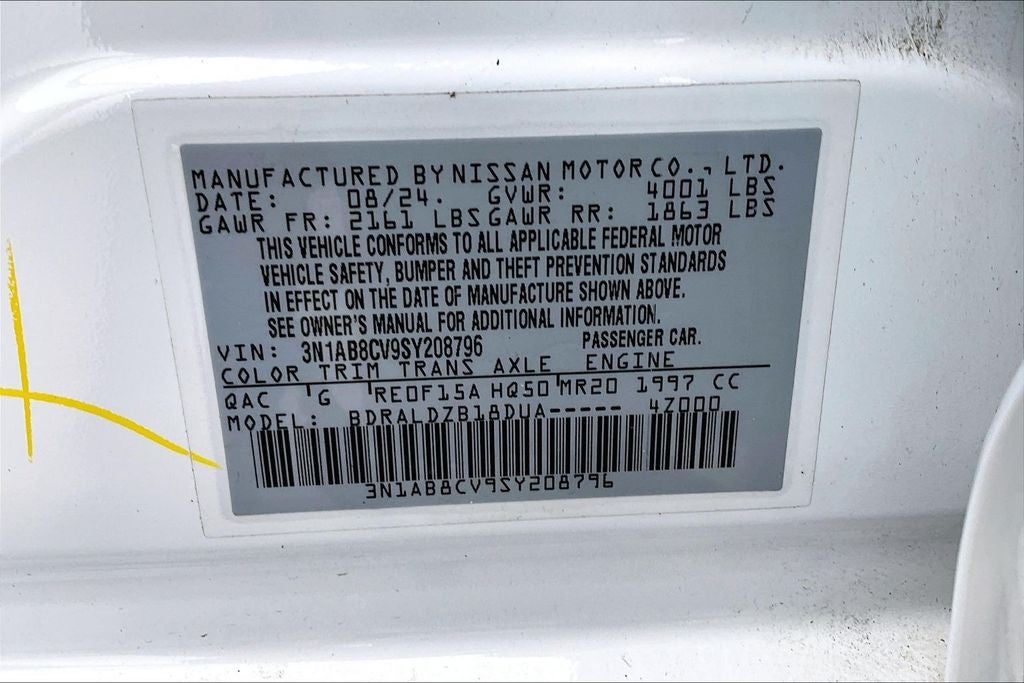 MANUFACTURED BY NISSAN MOTOR CO., LTD.
DATE: 08/24. GVWR: 4001 LBS
GAWR FR: 2161 LBS GAWR RR: 1863 LBS
THIS VEHICLE CONFORMS TO ALL APPLICABLE FEDERAL MOTOR
VEHICLE SAFETY, BUMPER AND THEFT PREVENTION STANDARDS
IN EFFECT ON THE DATE OF MANUFACTURE SHOWN ABOVE.
SEE OWNER'S MANUAL FOR ADDITIONAL INFORMATION.
VIN: 3N1AB8CV9SY208796 PASSENGER CAR.
COLOR TRIM TRANS AXLE ENGINE
QAC G RE0F15A HQ50 MR20 1997 CC
MODEL: BDRALDZB18DUA----- 4Z000
3N1AB8CV9SY208796